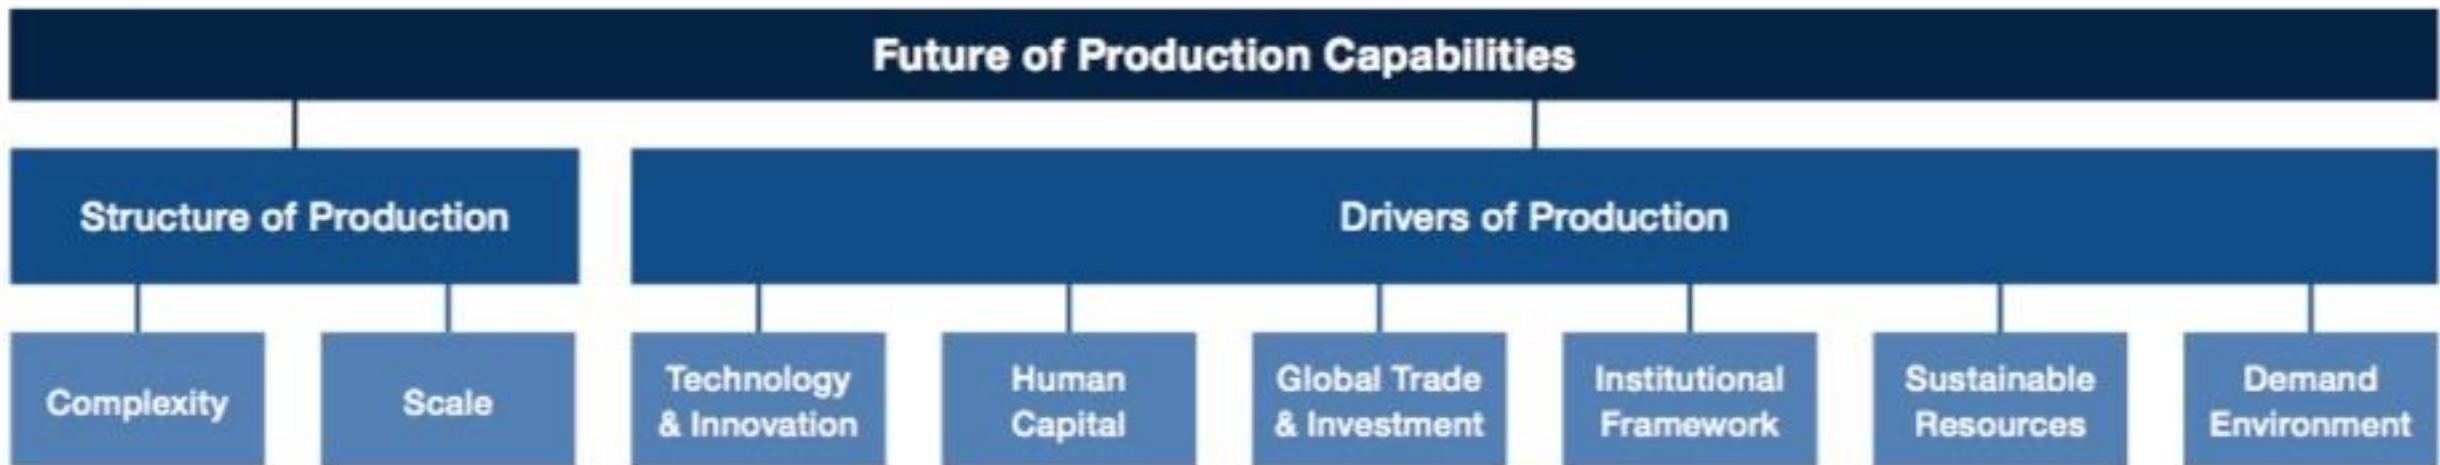 Future of Production Capabilities
Structure of Production
Drivers of Production
Complexity
Scale
Technology
& Innovation
Human
Capital
Global Trade
& Investment
Institutional
Framework
Sustainable
Resources
Demand
Environment